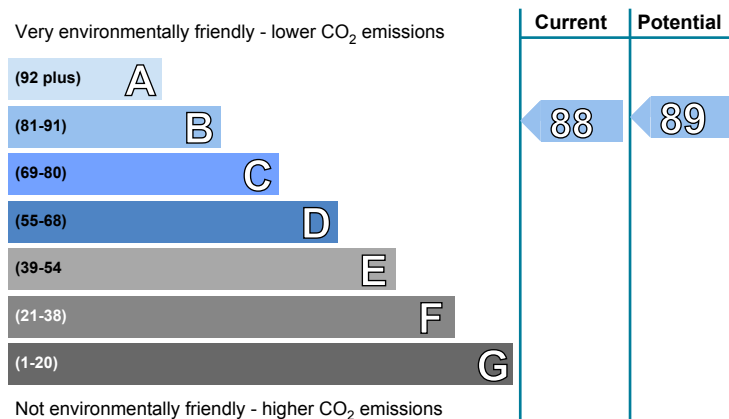 Very environmentally friendly - lower CO₂ emissions
Current
Potential
(92 plus) A
(81-91) B
88
89
(69-80) C
(55-68) D
(39-54 E
(21-38) F
(1-20) G
Not environmentally friendly - higher CO₂ emissions